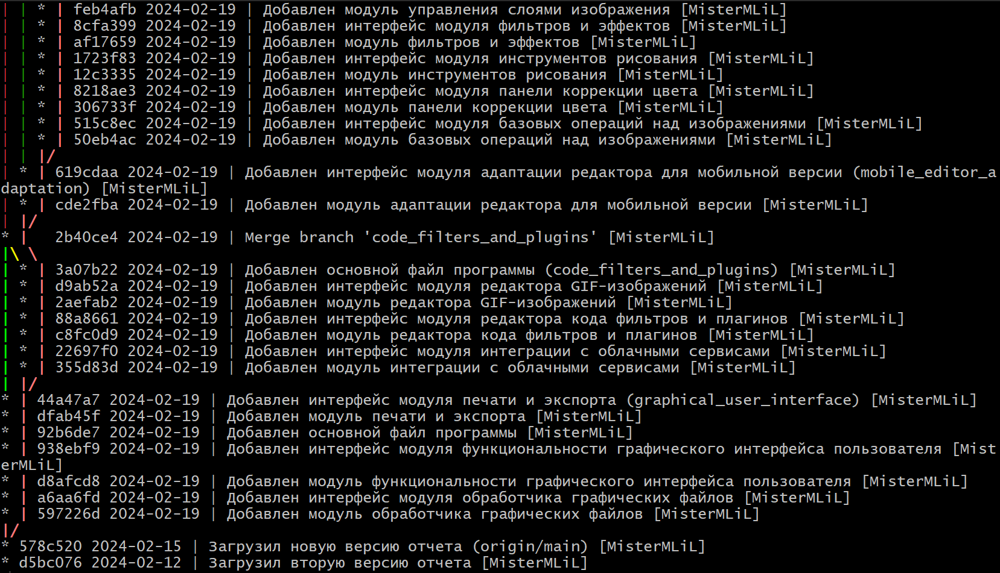 | | * | feb4afb 2024-02-19 | Добавлен модуль управления слоями изображения [MisterMLiL]
| | * | 8cfa399 2024-02-19 | Добавлен интерфейс модуля фильтров и эффектов [MisterMLiL]
| | * | af17659 2024-02-19 | Добавлен модуль фильтров и эффектов [MisterMLiL]
| | * | 1723f83 2024-02-19 | Добавлен интерфейс модуля инструментов рисования [MisterMLiL]
| | * | 12c3335 2024-02-19 | Добавлен модуль инструментов рисования [MisterMLiL]
| | * | 8218ae3 2024-02-19 | Добавлен интерфейс модуля панели коррекции цвета [MisterMLiL]
| | * | 306733f 2024-02-19 | Добавлен модуль панели коррекции цвета [MisterMLiL]
| | * | 515c8ec 2024-02-19 | Добавлен интерфейс модуля базовых операций над изображениями [MisterMLiL]
| | * | 50eb4ac 2024-02-19 | Добавлен модуль базовых операций над изображениями [MisterMLiL]
| | |/
| * | 619cdaa 2024-02-19 | Добавлен интерфейс модуля адаптации редактора для мобильной версии (mobile_editor_a
daptation) [MisterMLiL]
| * | cde2fba 2024-02-19 | Добавлен модуль адаптации редактора для мобильной версии [MisterMLiL]
| |/
* |   2b40ce4 2024-02-19 | Merge branch 'code_filters_and_plugins' [MisterMLiL]
|\ \
| * | 3a07b22 2024-02-19 | Добавлен основной файл программы (code_filters_and_plugins) [MisterMLiL]
| * | d9ab52a 2024-02-19 | Добавлен интерфейс модуля редактора GIF-изображений [MisterMLiL]
| * | 2aefab2 2024-02-19 | Добавлен модуль редактора GIF-изображений [MisterMLiL]
| * | 88a8661 2024-02-19 | Добавлен интерфейс модуля редактора кода фильтров и плагинов [MisterMLiL]
| * | c8fc0d9 2024-02-19 | Добавлен модуль редактора кода фильтров и плагинов [MisterMLiL]
| * | 22697f0 2024-02-19 | Добавлен интерфейс модуля интеграции с облачными сервисами [MisterMLiL]
| * | 355d83d 2024-02-19 | Добавлен модуль интеграции с облачными сервисами [MisterMLiL]
| |/
* | 44a47a7 2024-02-19 | Добавлен интерфейс модуля печати и экспорта (graphical_user_interface) [MisterMLiL]
* | dfab45f 2024-02-19 | Добавлен модуль печати и экспорта [MisterMLiL]
* | 92b6de7 2024-02-19 | Добавлен основной файл программы [MisterMLiL]
* | 938ebf9 2024-02-19 | Добавлен интерфейс модуля функциональности графического интерфейса пользователя [Mist
erMLiL]
* | d8afcd8 2024-02-19 | Добавлен модуль функциональности графического интерфейса пользователя [MisterMLiL]
* | a6aa6fd 2024-02-19 | Добавлен интерфейс модуля обработчика графических файлов [MisterMLiL]
* | 597226d 2024-02-19 | Добавлен модуль обработчика графических файлов [MisterMLiL]
|/
* 578c520 2024-02-15 | Загрузил новую версию отчета (origin/main) [MisterMLiL]
* d5bc076 2024-02-12 | Загрузил вторую версию отчета [MisterMLiL]